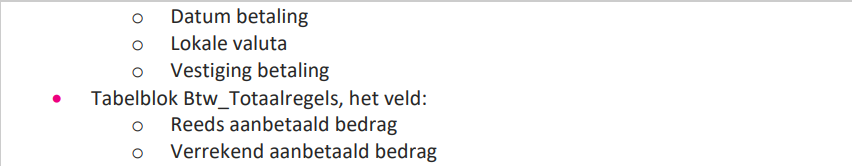 o Datum betaling
o Lokale valuta
o Vestiging betaling
• Tabelblok Btw_Totaalregels, het veld:
o Reeds aanbetaald bedrag
o Verrekend aanbetaald bedrag